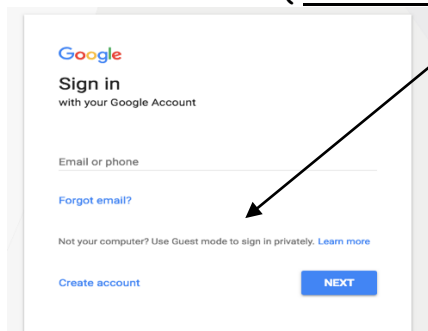 Google
Sign in
with your Google Account
Email or phone
Forgot email?
Not your computer? Use Guest mode to sign in privately. Learn more
Create account
NEXT